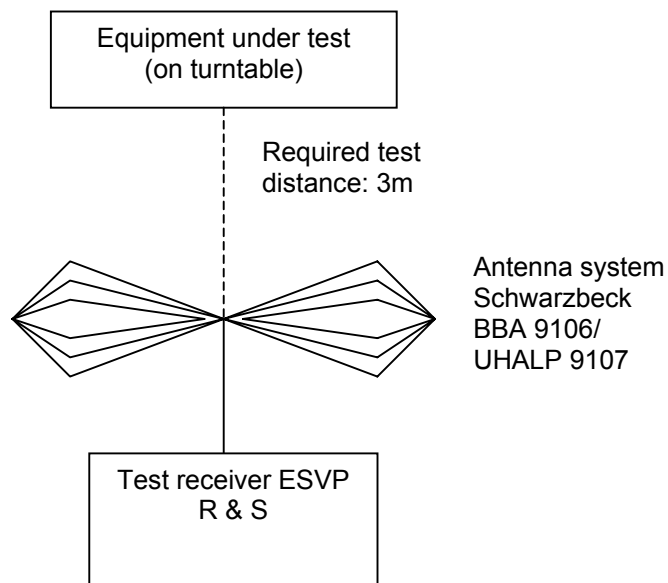 Equipment under test
(on turntable)
Required test
distance: 3m
Antenna system
Schwarzbeck
BBA 9106/
UHALP 9107
Test receiver ESVP
R & S